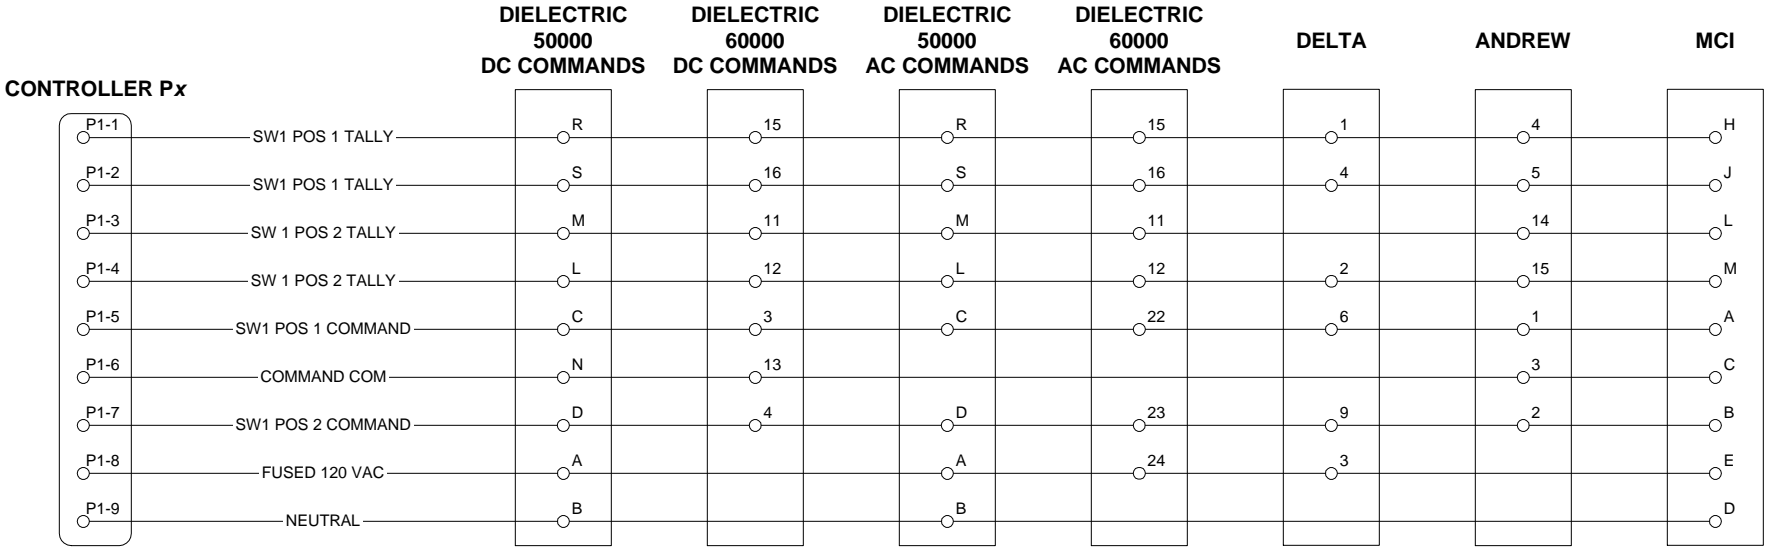 DIELECTRIC DIELECTRIC DIELECTRIC DIELECTRIC
50000 60000 50000 60000 DELTA ANDREW MCI
DC COMMANDS DC COMMANDS AC COMMANDS AC COMMANDS
CONTROLLER Px
P1-1 SW1 POS 1 TALLY R 15 R 15 1 4 H
P1-2 SW1 POS 1 TALLY S 16 S 16 4 5 J
P1-3 SW 1 POS 2 TALLY M 11 M 11 14 L
P1-4 SW 1 POS 2 TALLY L 12 L 12 2 15 M
P1-5 SW1 POS 1 COMMAND C 3 C 22 6 1 A
P1-6 COMMAND COM N 13 3 C
P1-7 SW1 POS 2 COMMAND D 4 D 23 9 2 B
P1-8 FUSED 120 VAC A A 24 3 E
P1-9 NEUTRAL B B D